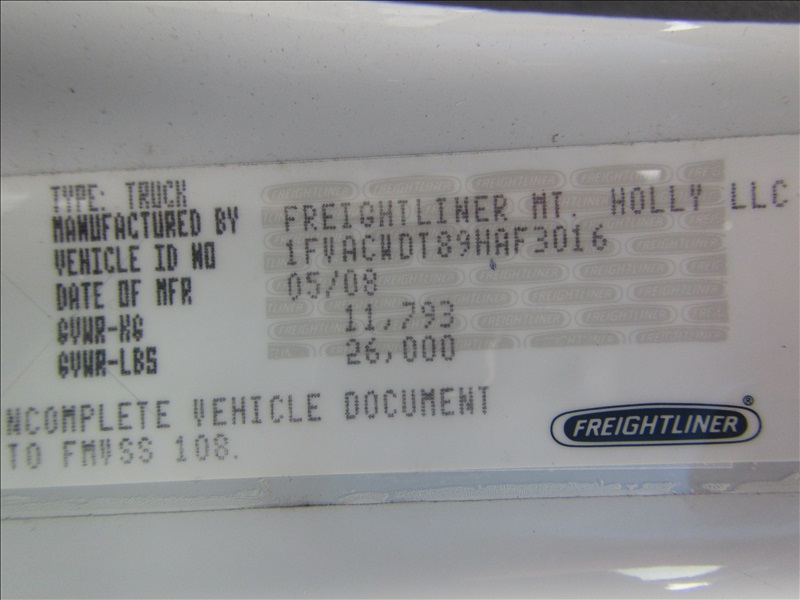 TYPE: TRUCK
MANUFACTURED BY FREIGHTLINER MT. HOLLY LLC
VEHICLE ID NO 1FVACWDT89HAF3016
DATE OF MFR 05/08
GVWR-KG 11,793
GVWR-LBS 26,000
NCOMPLETE VEHICLE DOCUMENT
TO FMVSS 108.
FREIGHTLINER®